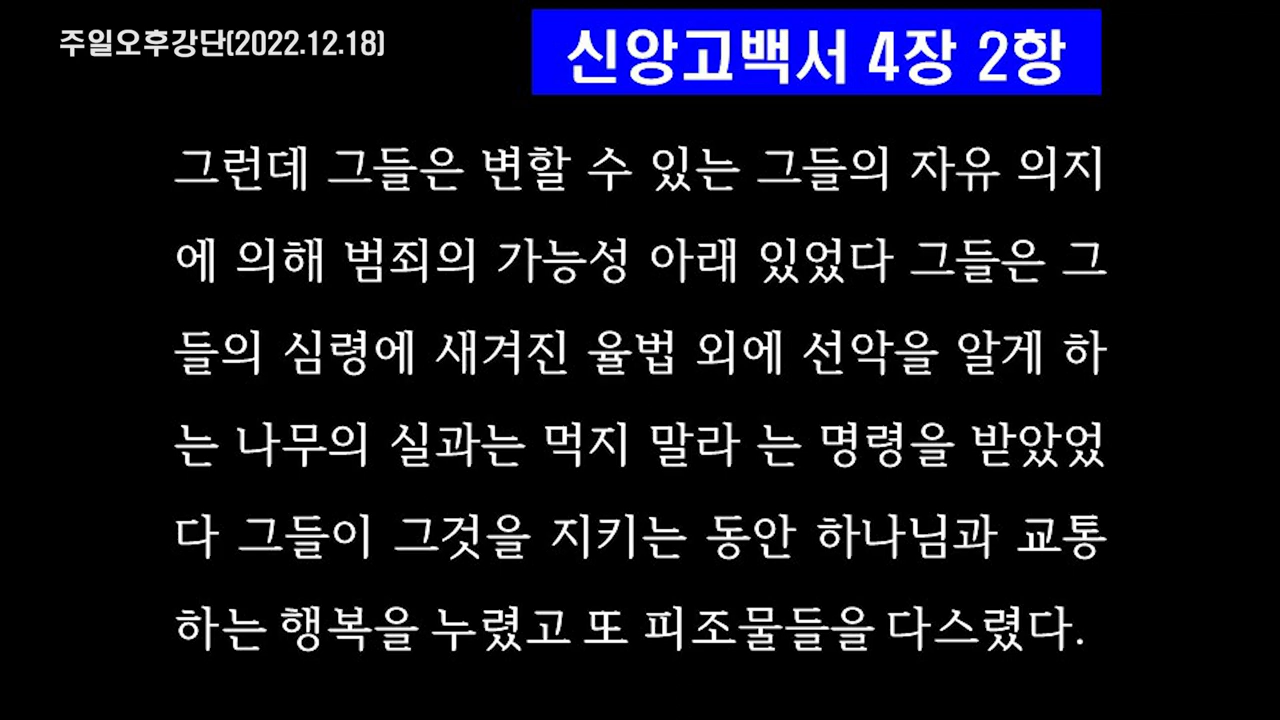 주일오후강단(2022.12.18)
신앙고백서 4장 2항
그런데 그들은 변할 수 있는 그들의 자유 의지
에 의해 범죄의 가능성 아래 있었다 그들은 그
들의 심령에 새겨진 율법 외에 선악을 알게 하
는 나무의 실과는 먹지 말라 는 명령을 받았었
다 그들이 그것을 지키는 동안 하나님과 교통
하는 행복을 누렸고 또 피조물들을 다스렸다.